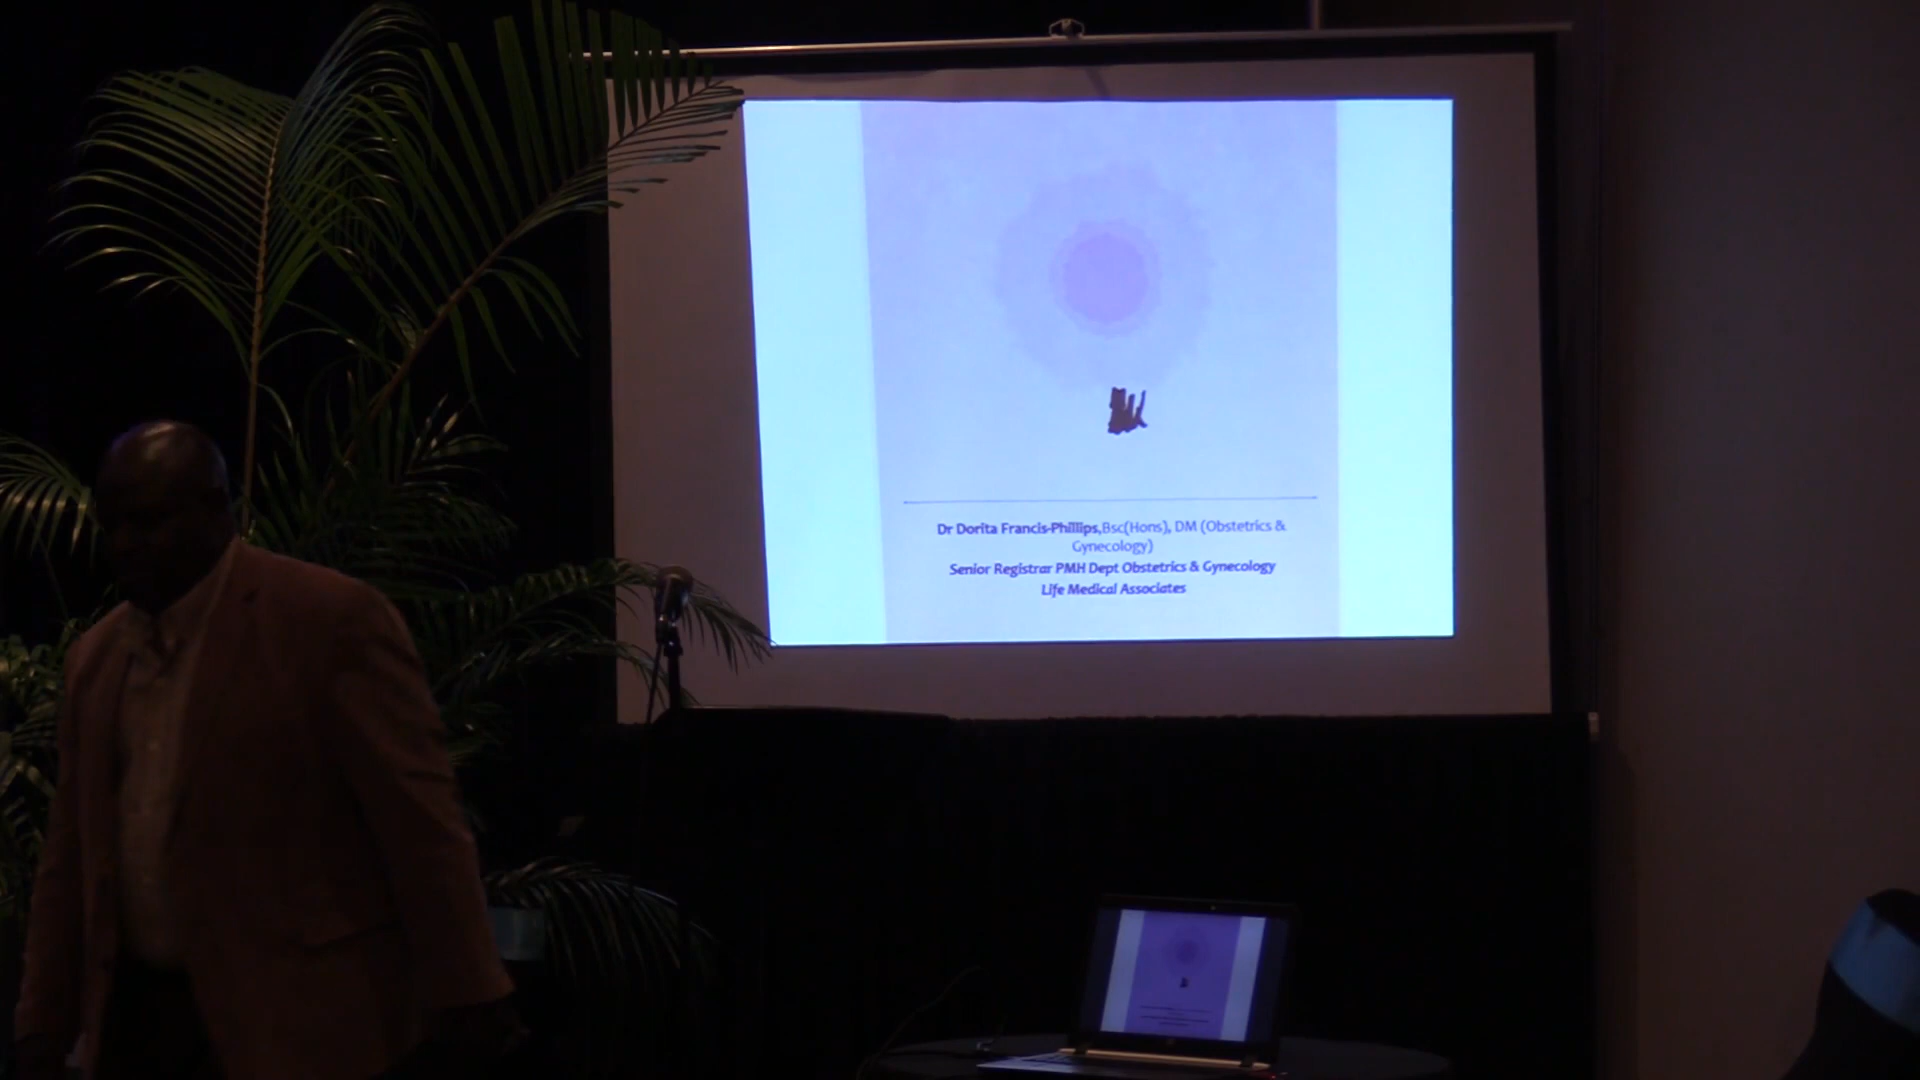 Dr Dorita Francis-Phillips,Bsc(Hons), DM (Obstetrics &
Gynecology)
Senior Registrar PMH Dept Obstetrics & Gynecology
Life Medical Associates